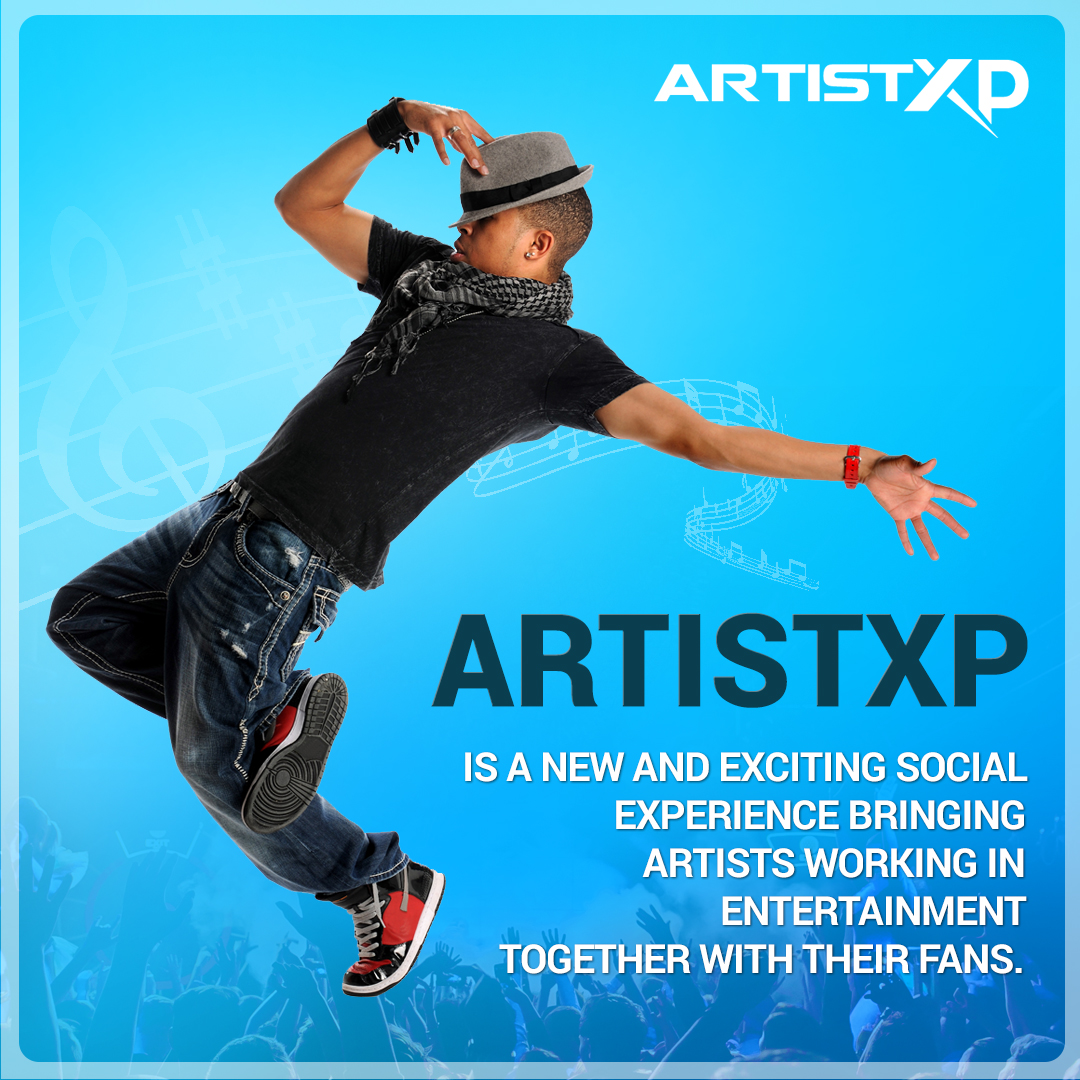 ARTISTXP
ARTISTXP
IS A NEW AND EXCITING SOCIAL
EXPERIENCE BRINGING
ARTISTS WORKING IN
ENTERTAINMENT
TOGETHER WITH THEIR FANS.